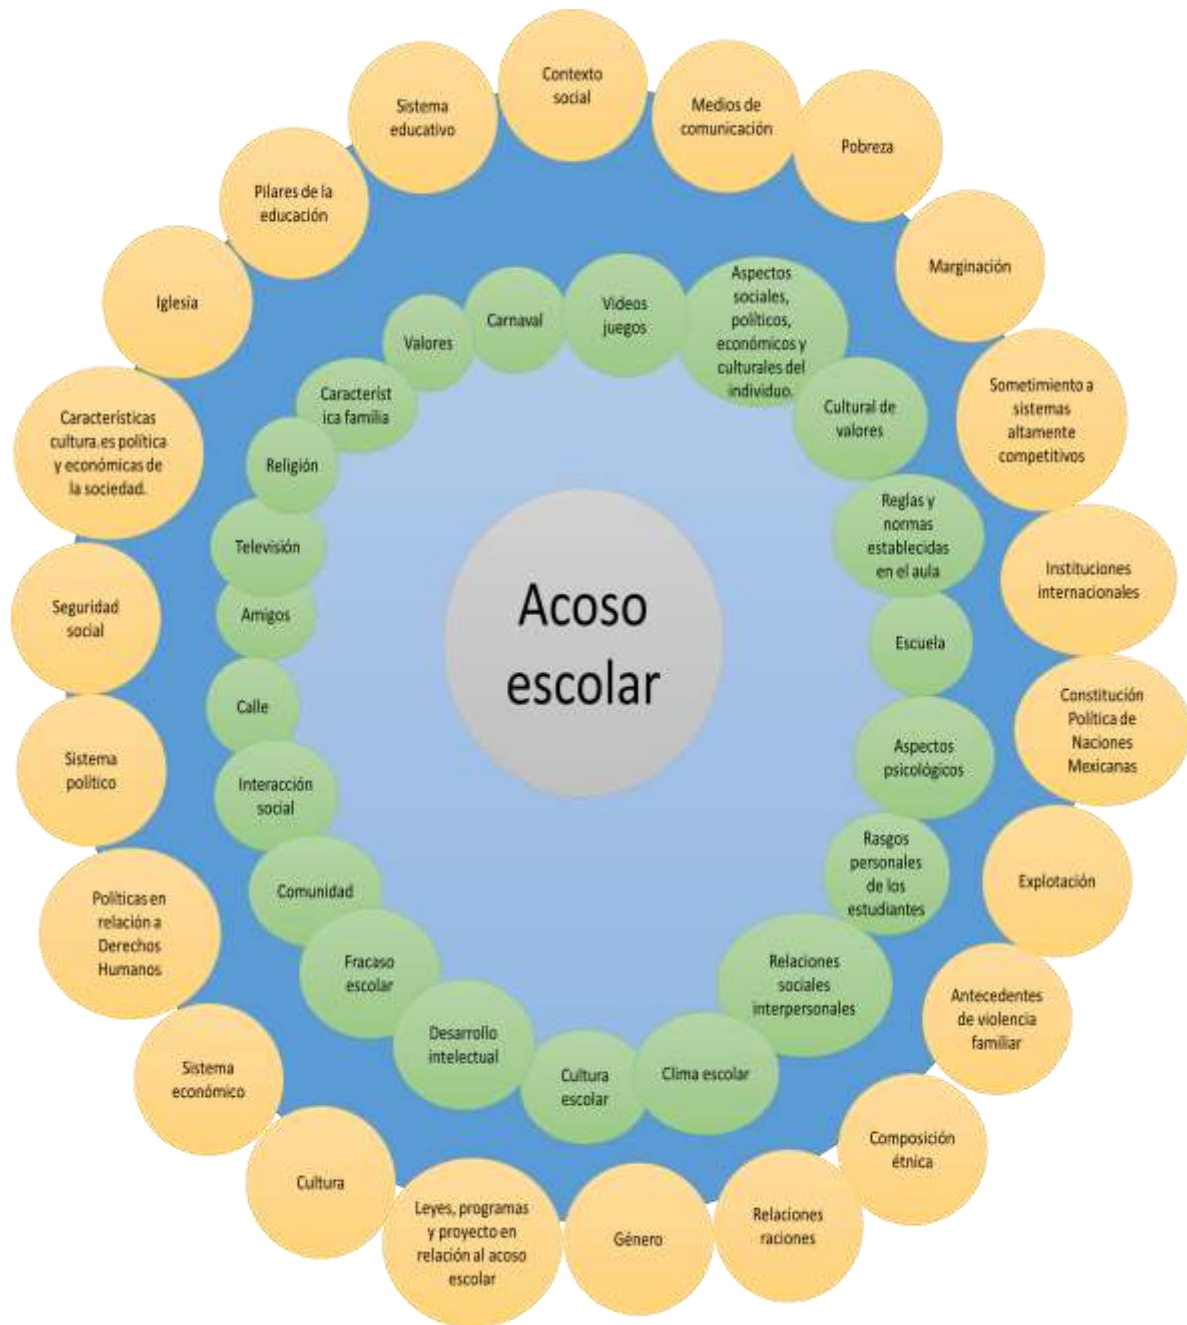 Contexto
social
Medios de
comunicación
Pobreza
Marginación
Sometimiento a
sistemas
altamente
competitivos
Instituciones
internacionales
Constitución
Política de
Naciones
Mexicanas
Explotación
Antecedentes
de violencia
familiar
Composición
étnica
Relaciones
raciones
Género
Leyes, programas
y proyecto en
relación al acoso
escolar
Cultura
Sistema
económico
Políticas en
relación a
Derechos
Humanos
Sistema
político
Seguridad
social
Características
cultura.es política
y económicas de
la sociedad.
Iglesia
Pilares de la
educación
Sistema
educativo
Videos
juegos
Aspectos
sociales,
políticos,
económicos y
culturales del
individuo.
Cultural de
valores
Reglas y
normas
establecidas
en el aula
Escuela
Aspectos
psicológicos
Rasgos
personales
de los
estudiantes
Relaciones
sociales
interpersonales
Clima escolar
Cultura
escolar
Desarrollo
intelectual
Fracaso
escolar
Comunidad
Interacción
social
Calle
Amigos
Televisión
Religión
Característ
ica familia
Valores
Carnaval
Acoso
escolar